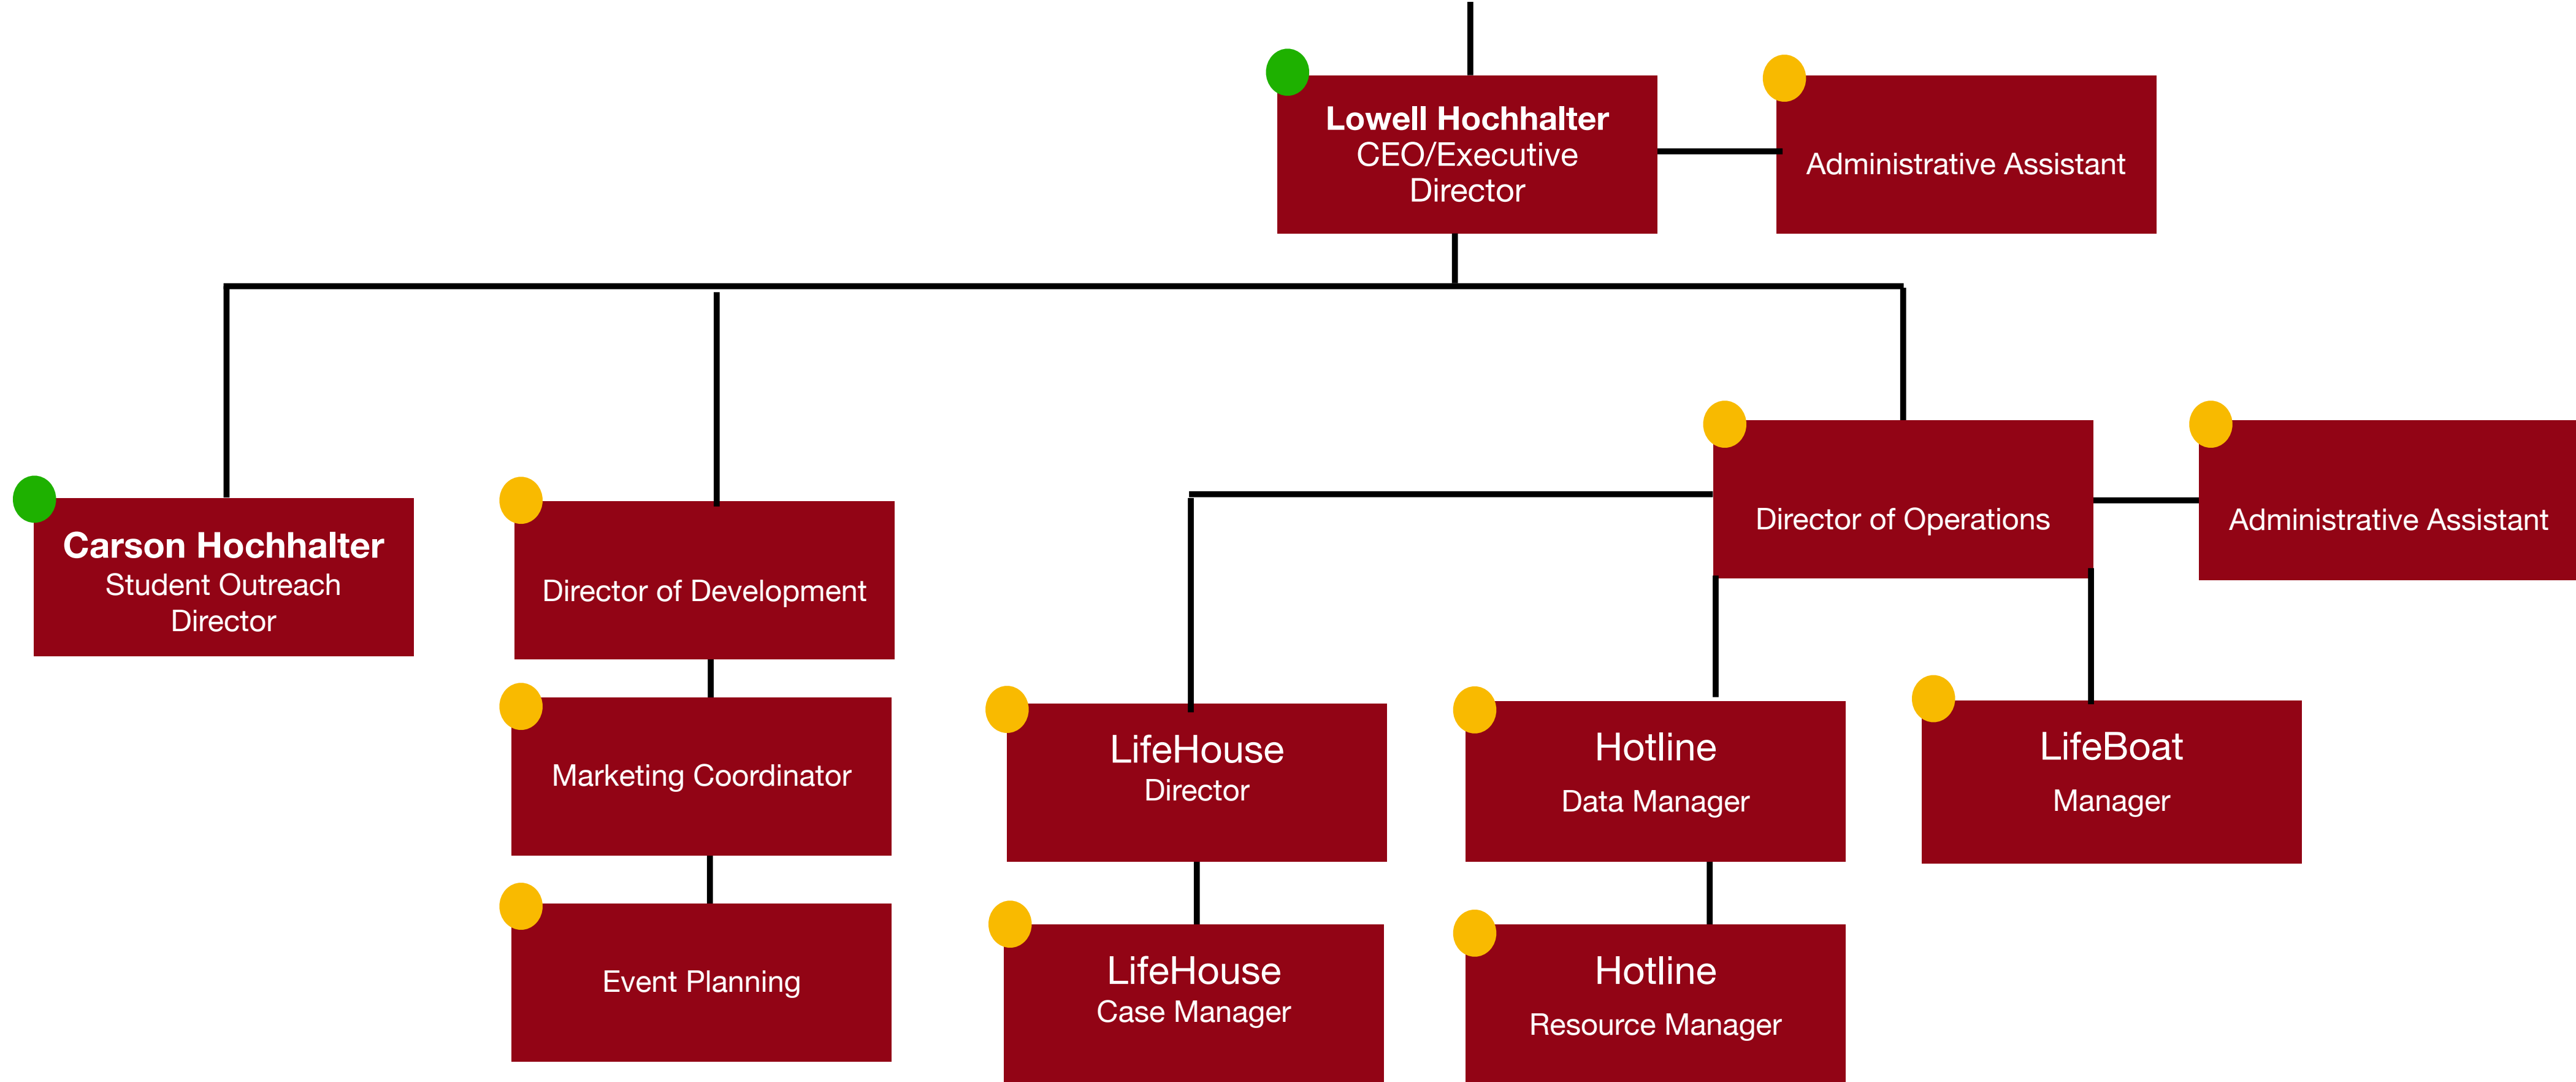 Lowell Hochhalter
CEO/Executive
Director
Administrative Assistant
Director of Operations
Administrative Assistant
Carson Hochhalter
Student Outreach
Director
Director of Development
Marketing Coordinator
Event Planning
LifeHouse
Director
Hotline
Data Manager
LifeBoat
Manager
LifeHouse
Case Manager
Hotline
Resource Manager